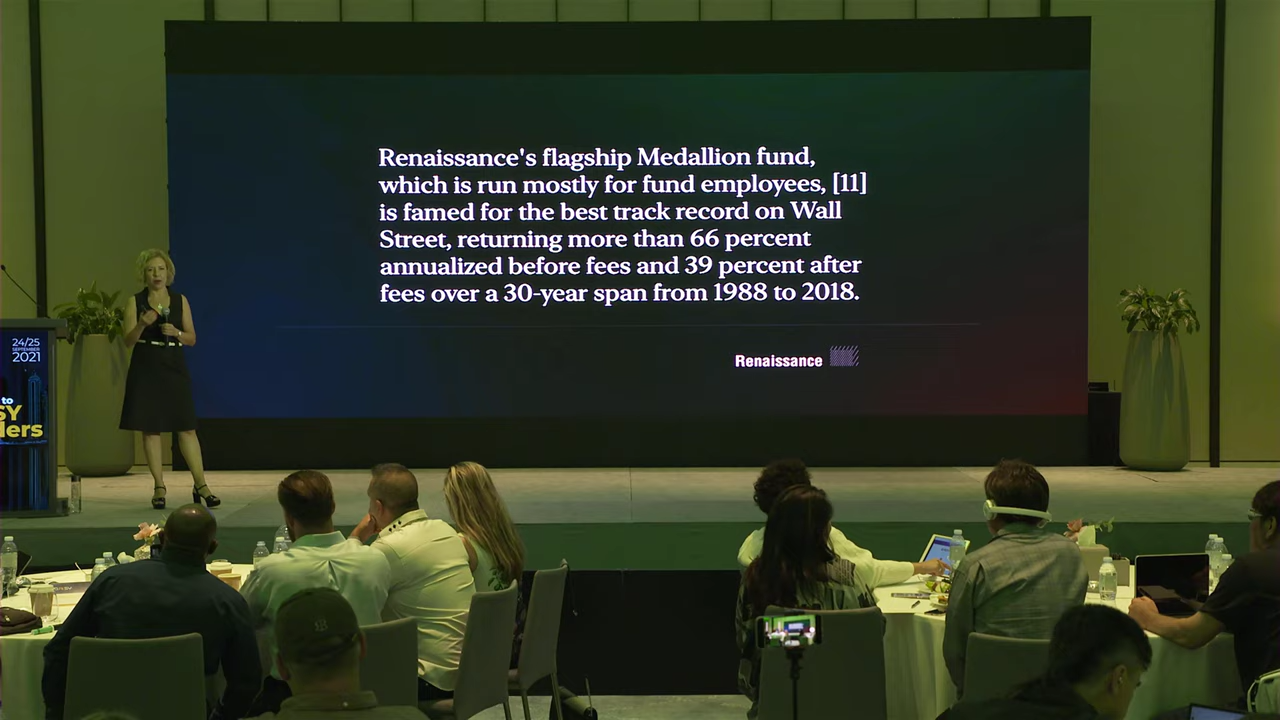 Renaissance's flagship Medallion fund,
which is run mostly for fund employees, [11]
is famed for the best track record on Wall
Street, returning more than 66 percent
annualized before fees and 39 percent after
fees over a 30-year span from 1988 to 2018.
Renaissance
24/25
SEPTEMBER
2021
to